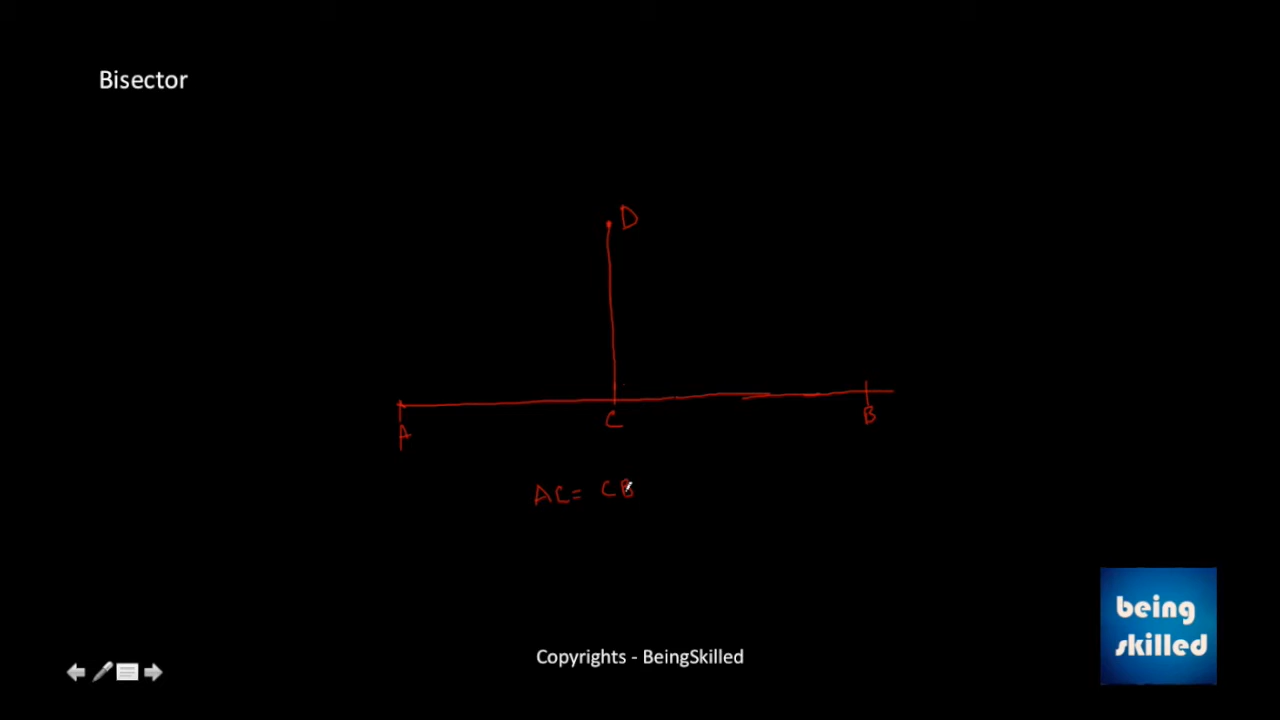 Bisector
D
C
B
A
AC = CB
being
skilled
Copyrights - BeingSkilled